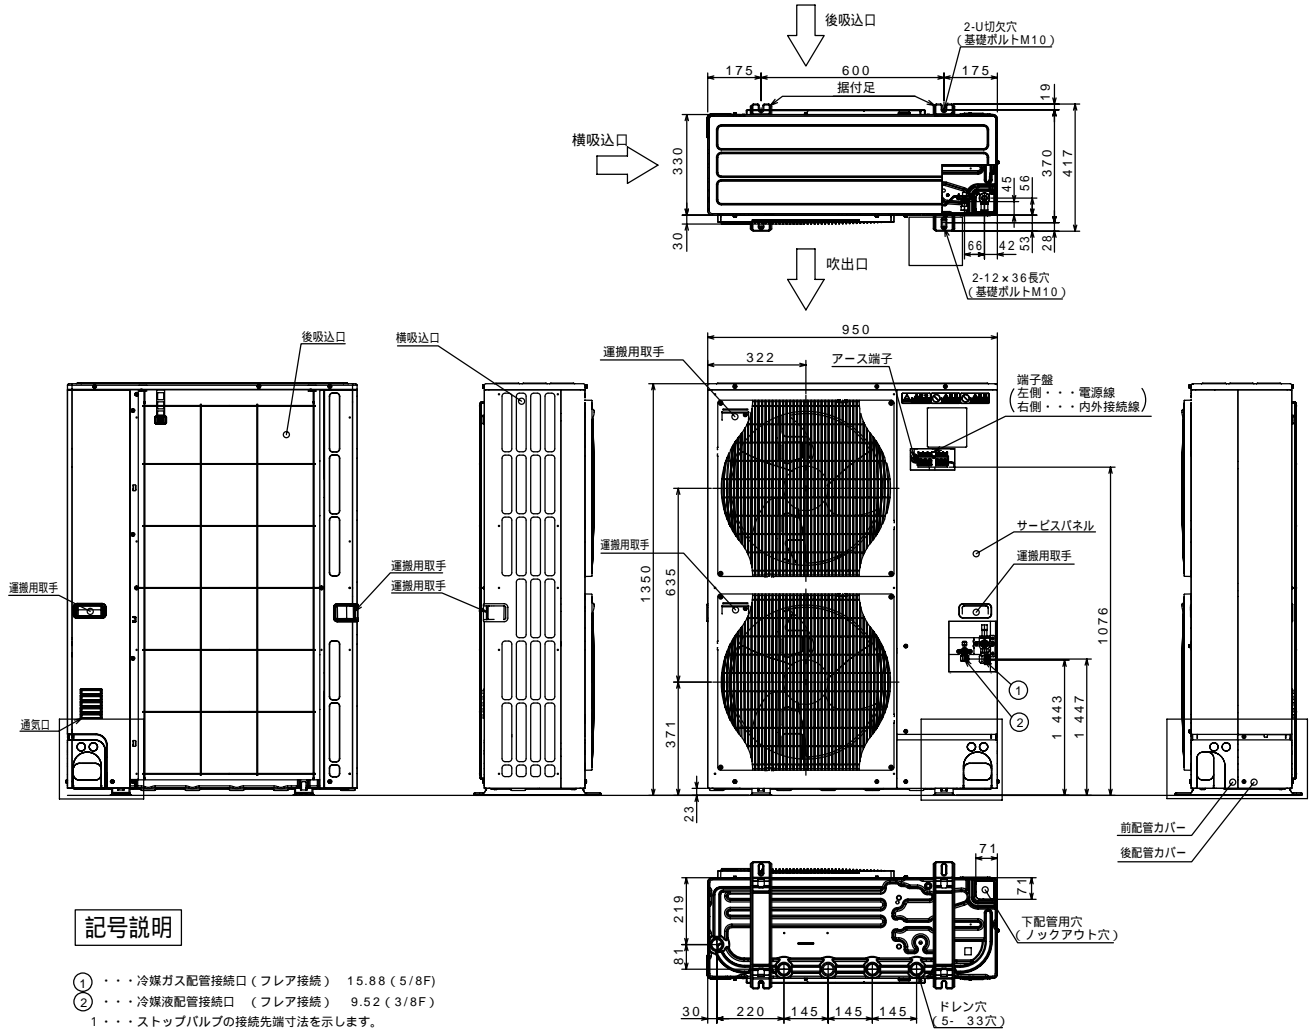 後吸込口
2-U切欠穴
(基礎ボルトM10)
175
600
175
据付足
19
横吸込口
330
30
45
56
370
417
66
42
53
28
吹出口
2-12×36長穴
(基礎ボルトM10)
950
322
後吸込口
横吸込口
運搬用取手
アース端子
端子盤
左側・・・電源線
右側・・・内外接続線
サービスパネル
運搬用取手
運搬用取手
運搬用取手
運搬用取手
運搬用取手
1350
635
371
23
1076
1 443
1 447
1
2
通気口
前配管カバー
後配管カバー
71
71
219
81
下配管用穴
(ノックアウト穴)
30
220
145
145
145
ドレン穴
(5- 33穴)
記号説明
1 ・・・冷媒ガス配管接続口(フレア接続) 15.88(5/8F)
2 ・・・冷媒液配管接続口 (フレア接続) 9.52(3/8F)
1・・・ストップバルブの接続先端寸法を示します。